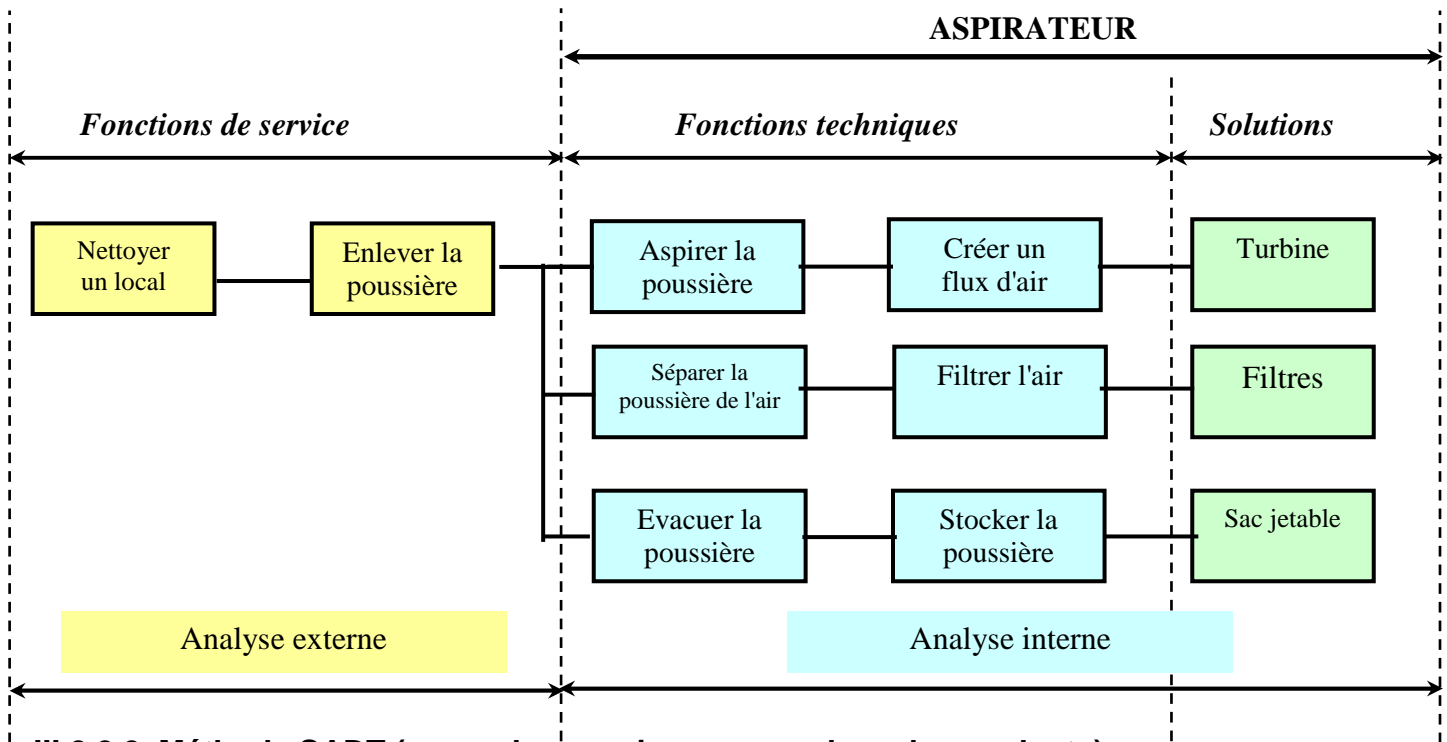 ASPIRATEUR
Fonctions de service
Fonctions techniques
Solutions
Nettoyer
un local
Enlever la
poussière
Aspirer la
poussière
Créer un
flux d'air
Turbine
Séparer la
poussière de l'air
Filtrer l'air
Filtres
Evacuer la
poussière
Stocker la
poussière
Sac jetable
Analyse externe
Analyse interne